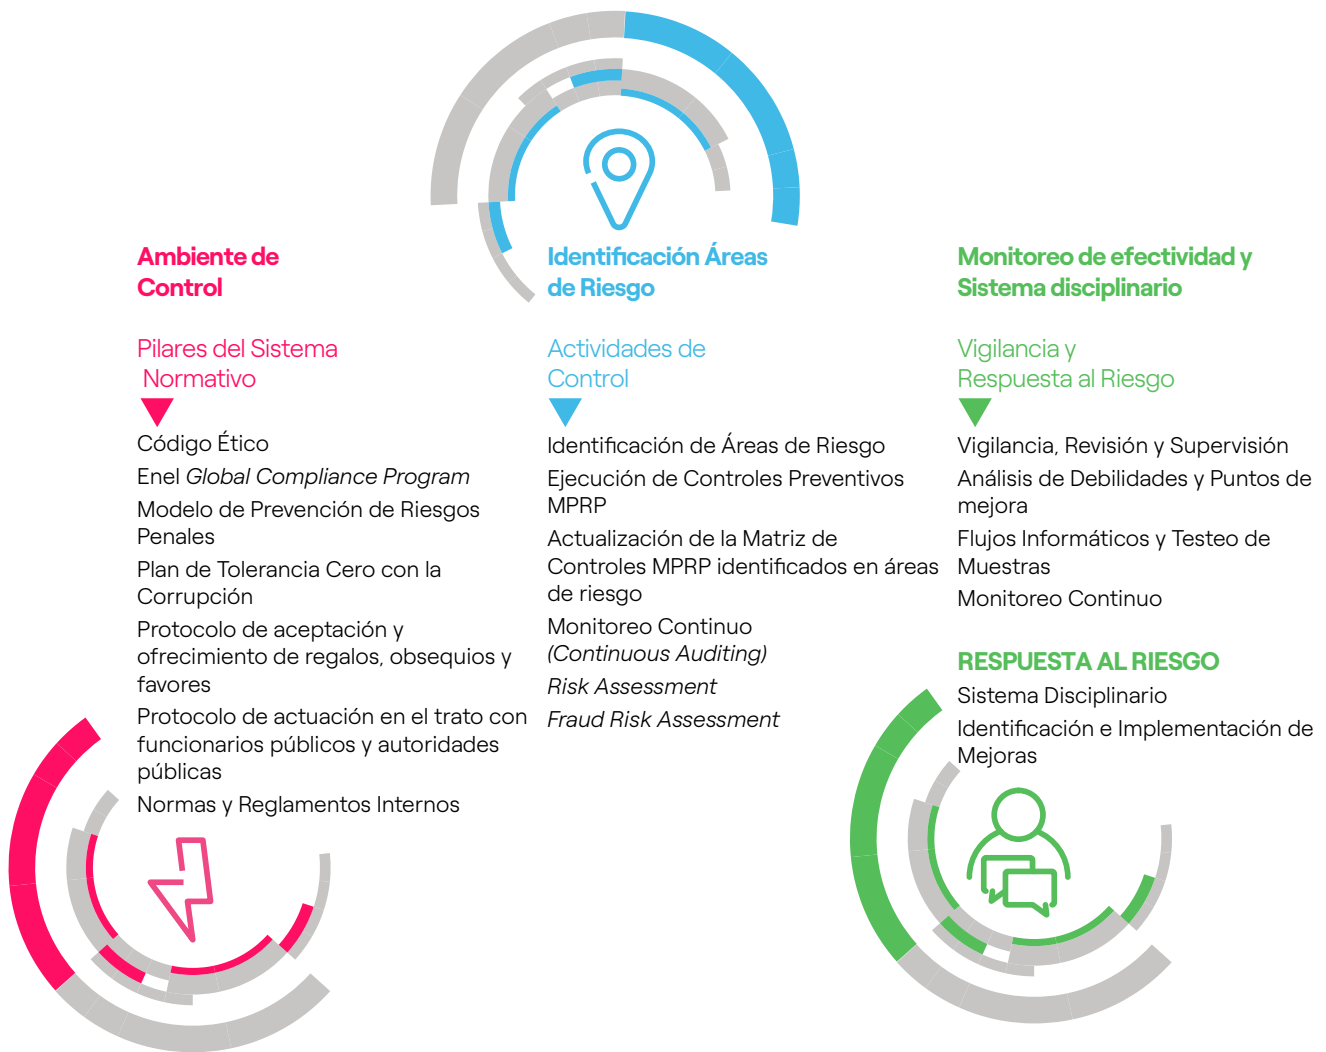 Ambiente de
Control
Pilares del Sistema
Normativo
Código Ético
Enel Global Compliance Program
Modelo de Prevención de Riesgos
Penales
Plan de Tolerancia Cero con la
Corrupción
Protocolo de aceptación y
ofrecimiento de regalos, obsequios y
favores
Protocolo de actuación en el trato con
funcionarios públicos y autoridades
públicas
Normas y Reglamentos Internos
Identificación Áreas
de Riesgo
Actividades de
Control
Identificación de Áreas de Riesgo
Ejecución de Controles Preventivos
MPRP
Actualización de la Matriz de
Controles MPRP identificados en áreas
de riesgo
Monitoreo Continuo
(Continuous Auditing)
Risk Assessment
Fraud Risk Assessment
Monitoreo de efectividad y
Sistema disciplinario
Vigilancia y
Respuesta al Riesgo
Vigilancia, Revisión y Supervisión
Análisis de Debilidades y Puntos de
mejora
Flujos Informáticos y Testeo de
Muestras
Monitoreo Continuo
RESPUESTA AL RIESGO
Sistema Disciplinario
Identificación e Implementación de
Mejoras